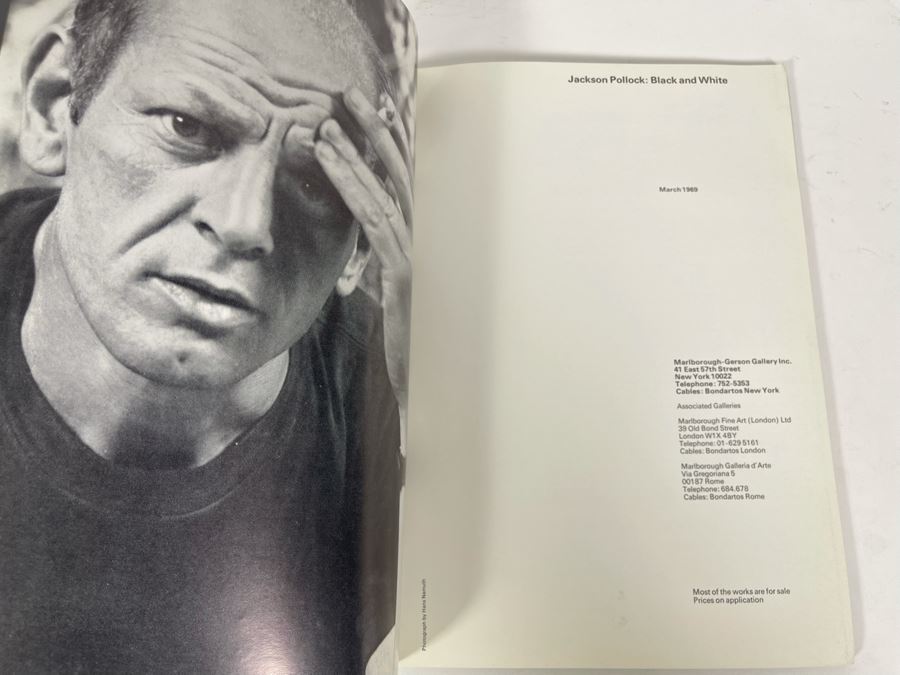 Jackson Pollock: Black and White
March 1969
Marlborough-Gerson Gallery Inc.
41 East 57th Street
New York 10022
Telephone: 752-5353
Cables: Bondartos New York
Associated Galleries
Marlborough Fine Art (London) Ltd
39 Old Bond Street
London W1X 4BY
Telephone: 01-629 5161
Cables: Bondartos London
Marlborough Galleria d'Arte
Via Gregoriana 5
00187 Rome
Telephone: 684.678
Cables: Bondartos Rome
Most of the works are for sale
Prices on application
Photograph by Hans Namuth